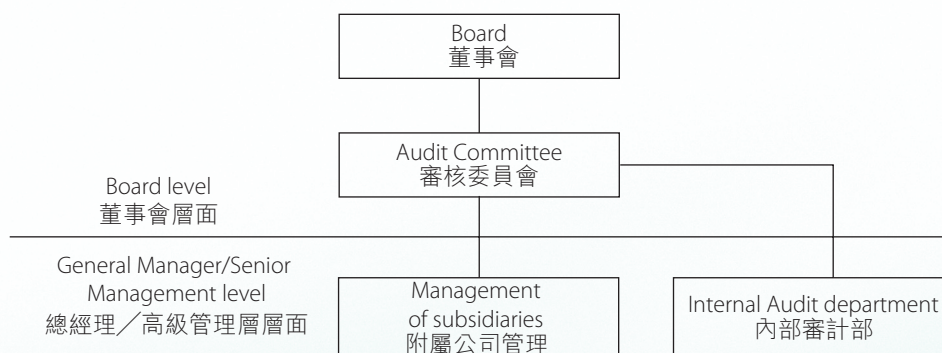 Board
董事會
Audit Committee
審核委員會
Board level
董事會層面
General Manager/Senior
Management level
總經理／高級管理層層面
Management
of subsidiaries
附屬公司管理
Internal Audit department
內部審計部